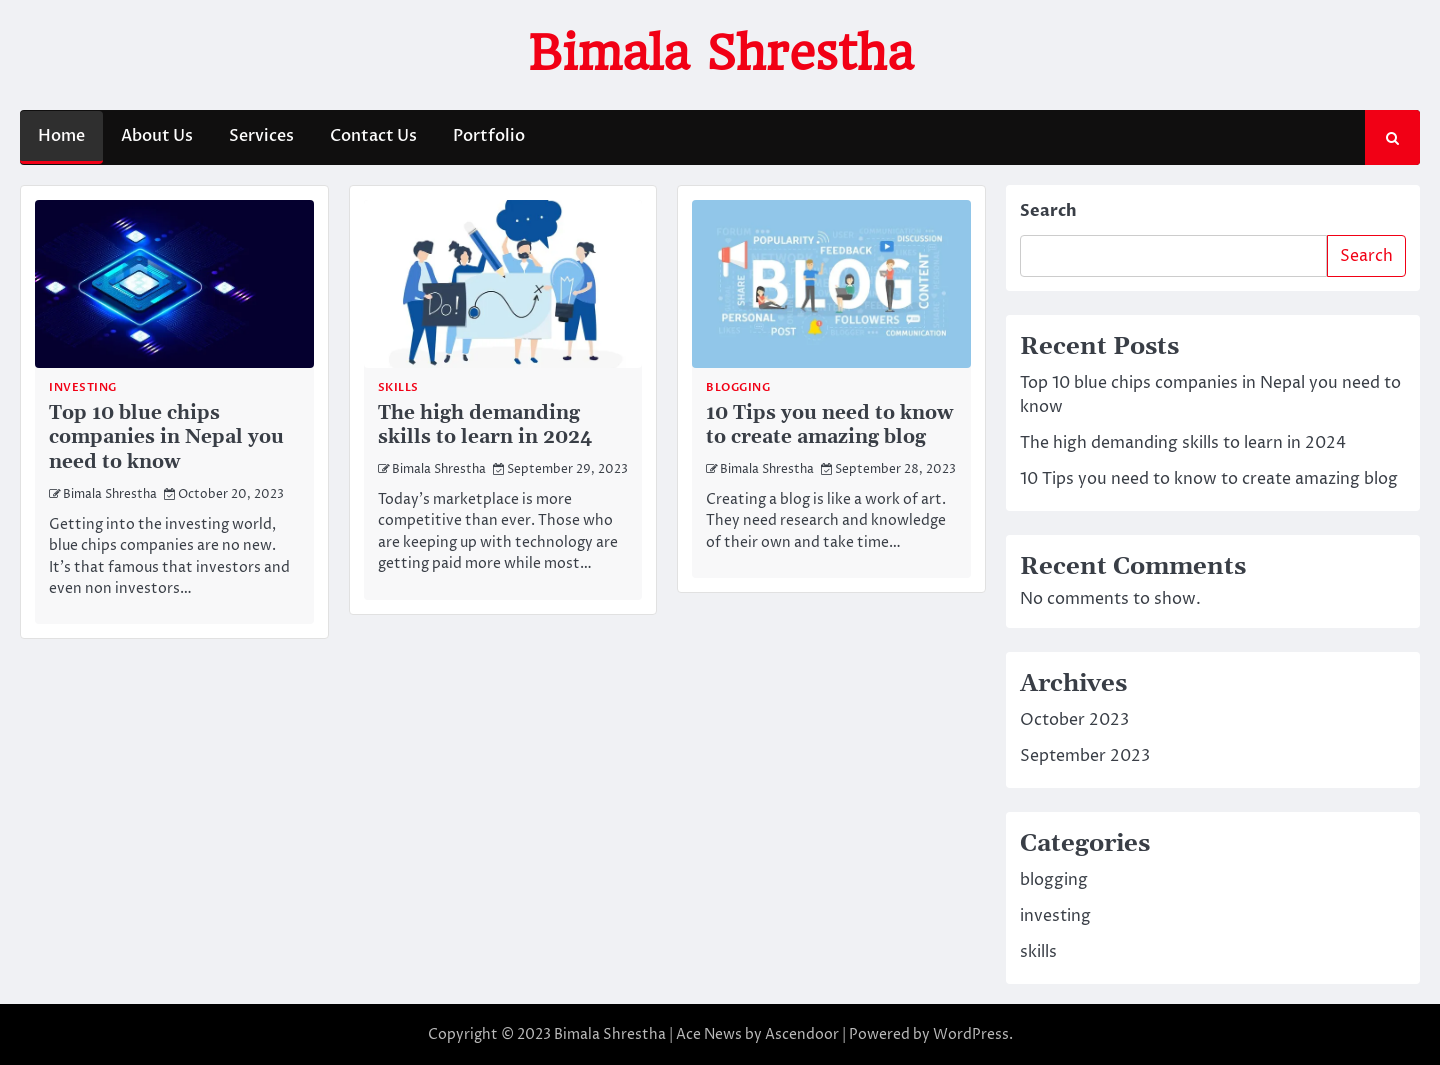 Bimala Shrestha
Home
About Us
Services
Contact Us
Portfolio
INVESTING
Top 10 blue chips
companies in Nepal you
need to know
Bimala Shrestha October 20, 2023
Getting into the investing world,
blue chips companies are no new.
It's that famous that investors and
even non investors…
Do!
SKILLS
The high demanding
skills to learn in 2024
Bimala Shrestha September 29, 2023
Today's marketplace is more
competitive than ever. Those who
are keeping up with technology are
getting paid more while most…
FORUM
POPULARITY
DISCUSSION
FEEDBACK
NETWORK
BLOG
SHARE
CONTENT
PERSONAL
FOLLOWERS
LIKES
POST
COMMUNICATION
BLOGGING
10 Tips you need to know
to create amazing blog
Bimala Shrestha September 28, 2023
Creating a blog is like a work of art.
They need research and knowledge
of their own and take time…
Search
Search
Recent Posts
Top 10 blue chips companies in Nepal you need to
know
The high demanding skills to learn in 2024
10 Tips you need to know to create amazing blog
Recent Comments
No comments to show.
Archives
October 2023
September 2023
Categories
blogging
investing
skills
Copyright © 2023 Bimala Shrestha | Ace News by Ascendoor | Powered by WordPress.